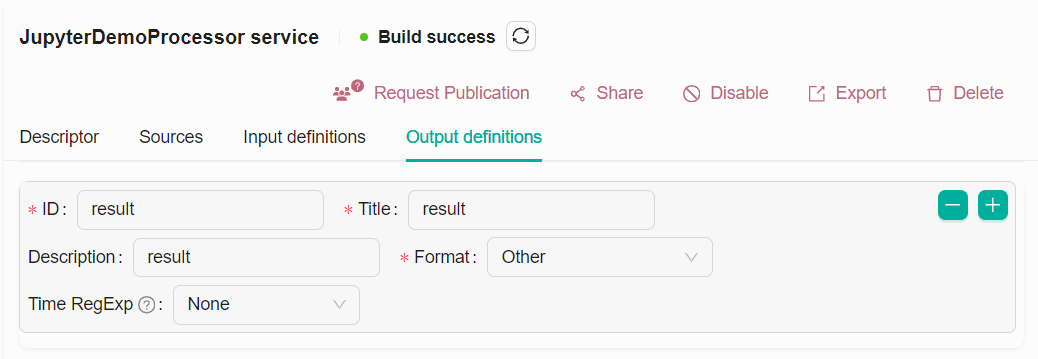 JupyterDemoProcessor service Build success
? Request Publication Share Disable Export Delete
Descriptor Sources Input definitions Output definitions
* ID : result * Title : result
Description : result * Format : Other
Time RegExp ? : None